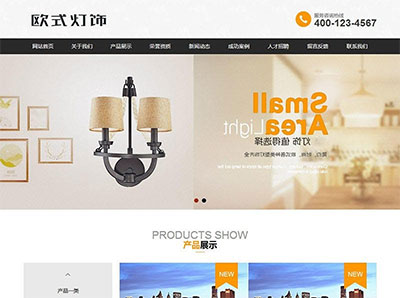 欧式灯饰
服务咨询热线
400-123-4567
网站首页 关于我们 产品展示 荣誉资质 新闻动态 成功案例 人才招聘 留言反馈 联系我们
Small
Area Light
灯饰 值得选择
PRODUCTS SHOW
产品展示
产品一类
NEW
NEW